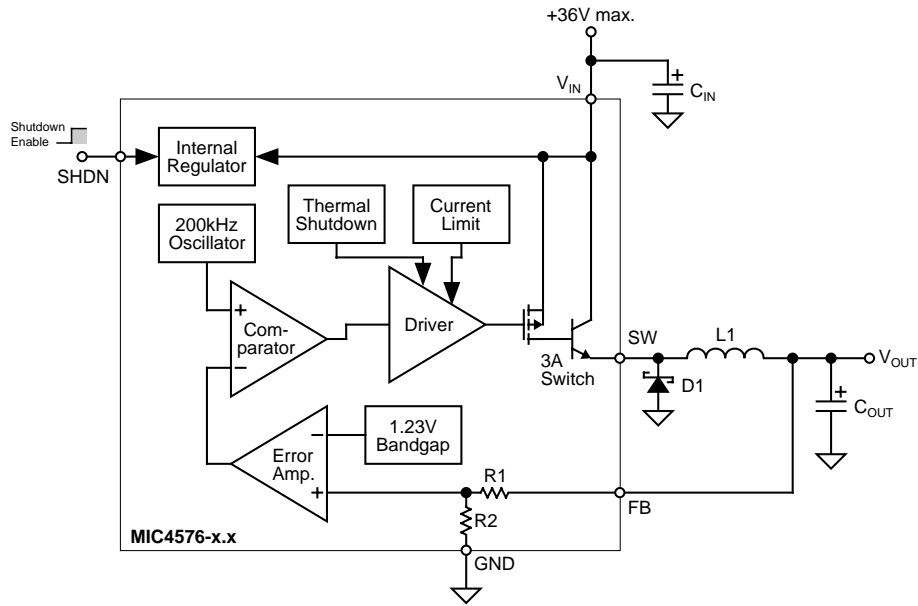 +36V max.
VIN
CIN
+
Shutdown
Enable
SHDN
Internal
Regulator
200kHz
Oscillator
Thermal
Shutdown
Current
Limit
+
Com-
parator
−
Driver
3A
Switch
SW
L1
VOUT
D1
+
COUT
Error
Amp.
−
+
1.23V
Bandgap
R1
R2
FB
MIC4576-x.x
GND